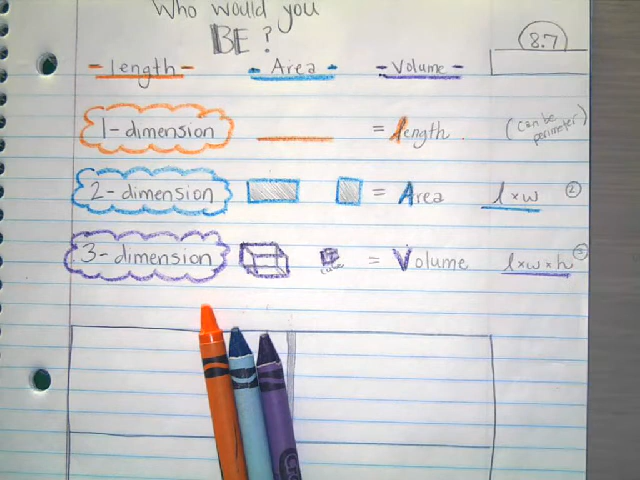 Who would you
BE?
8.7
- length - - Area - - Volume -
1-dimension = length. (can be perimeter)
2-dimension = Area l x w ②
3-dimension cube = Volume l x w x h